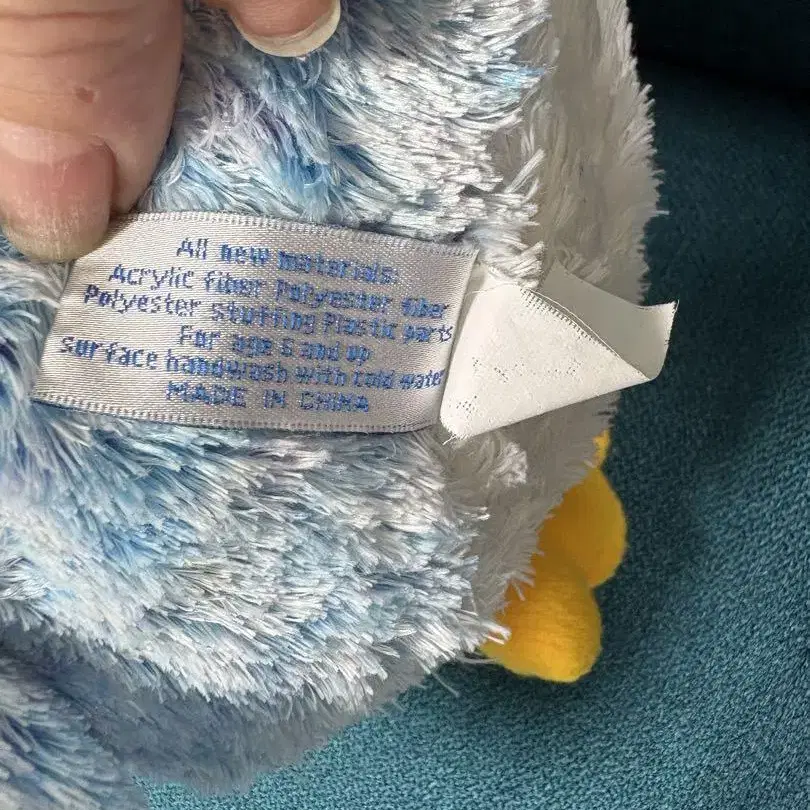 All new materials:
Acrylic fiber Polyester fiber
Polyester stuffing Plastic parts
For age 6 and up
surface handwash with cold water
MADE IN CHINA